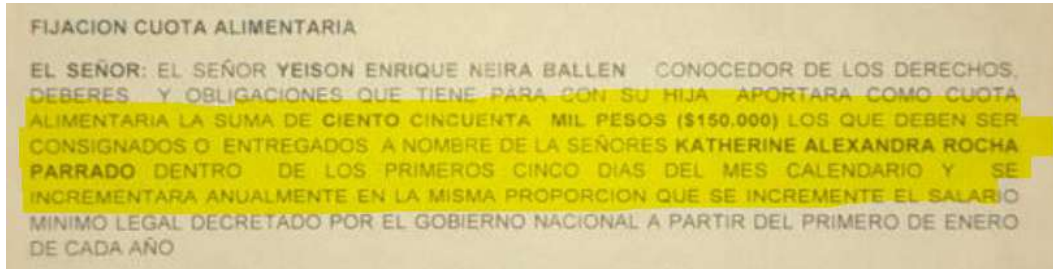 FIJACION CUOTA ALIMENTARIA
EL SEÑOR: EL SEÑOR YEISON ENRIQUE NEIRA BALLEN CONOCEDOR DE LOS DERECHOS,
DEBERES Y OBLIGACIONES QUE TIENE PARA CON SU HIJA APORTARA COMO CUOTA
ALIMENTARIA LA SUMA DE CIENTO CINCUENTA MIL PESOS ($150.000) LOS QUE DEBEN SER
CONSIGNADOS O ENTREGADOS A NOMBRE DE LA SEÑORES KATHERINE ALEXANDRA ROCHA
PARRADO DENTRO DE LOS PRIMEROS CINCO DIAS DEL MES CALENDARIO Y SE
INCREMENTARA ANUALMENTE EN LA MISMA PROPORCION QUE SE INCREMENTE EL SALARIO
MINIMO LEGAL DECRETADO POR EL GOBIERNO NACIONAL A PARTIR DEL PRIMERO DE ENERO
DE CADA AÑO